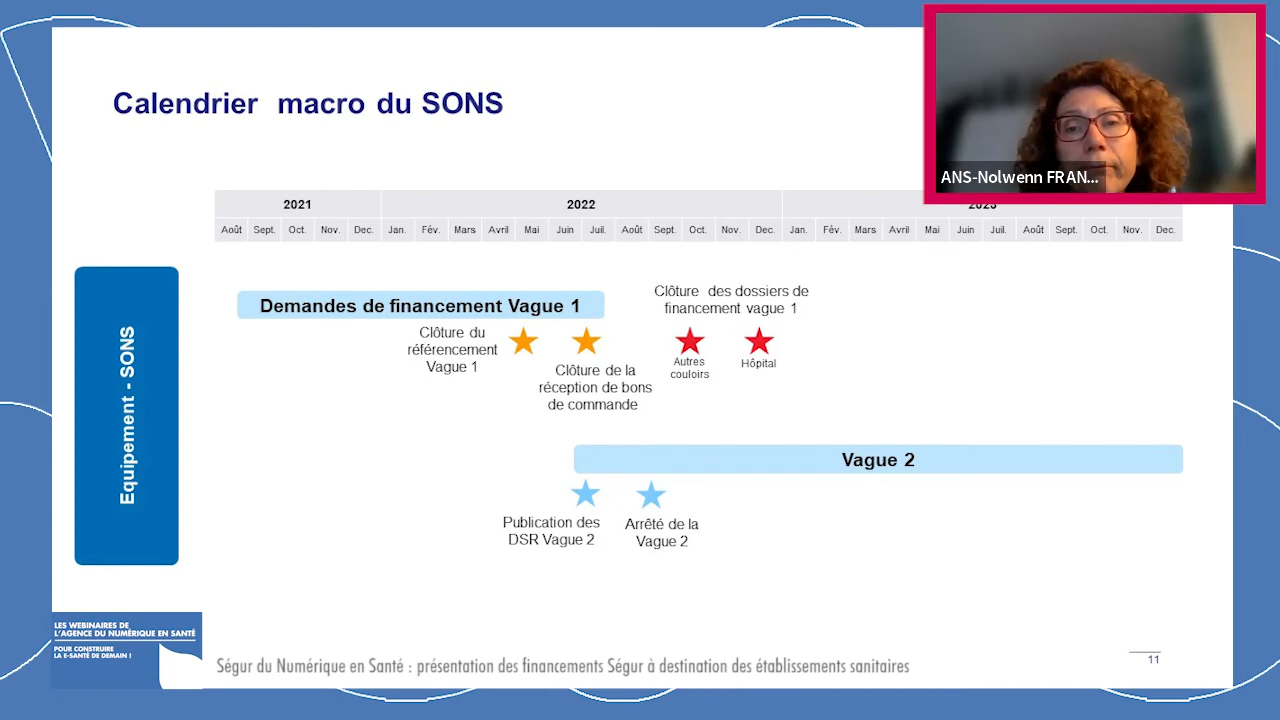 Calendrier macro du SONS
ANS-Nolwenn FRAN...
2021 2022 2023
Août Sept. Oct. Nov. Dec. Jan. Fév. Mars Avril Mai Juin Juil. Août Sept. Oct. Nov. Dec. Jan. Fév. Mars Avril Mai Juin Juil. Août Sept. Oct. Nov. Dec.
Equipement - SONS
Demandes de financement Vague 1
Clôture du
référencement
Vague 1
Clôture de la
réception de bons
de commande
Clôture des dossiers de
financement vague 1
Autres
couloirs
Hôpital
Vague 2
Publication des
DSR Vague 2
Arrêté de la
Vague 2
LES WEBINAIRES DE
L'AGENCE DU NUMÉRIQUE EN SANTÉ
POUR CONSTRUIRE
LA E-SANTÉ DE DEMAIN !
Ségur du Numérique en Santé : présentation des financements Ségur à destination des établissements sanitaires
11